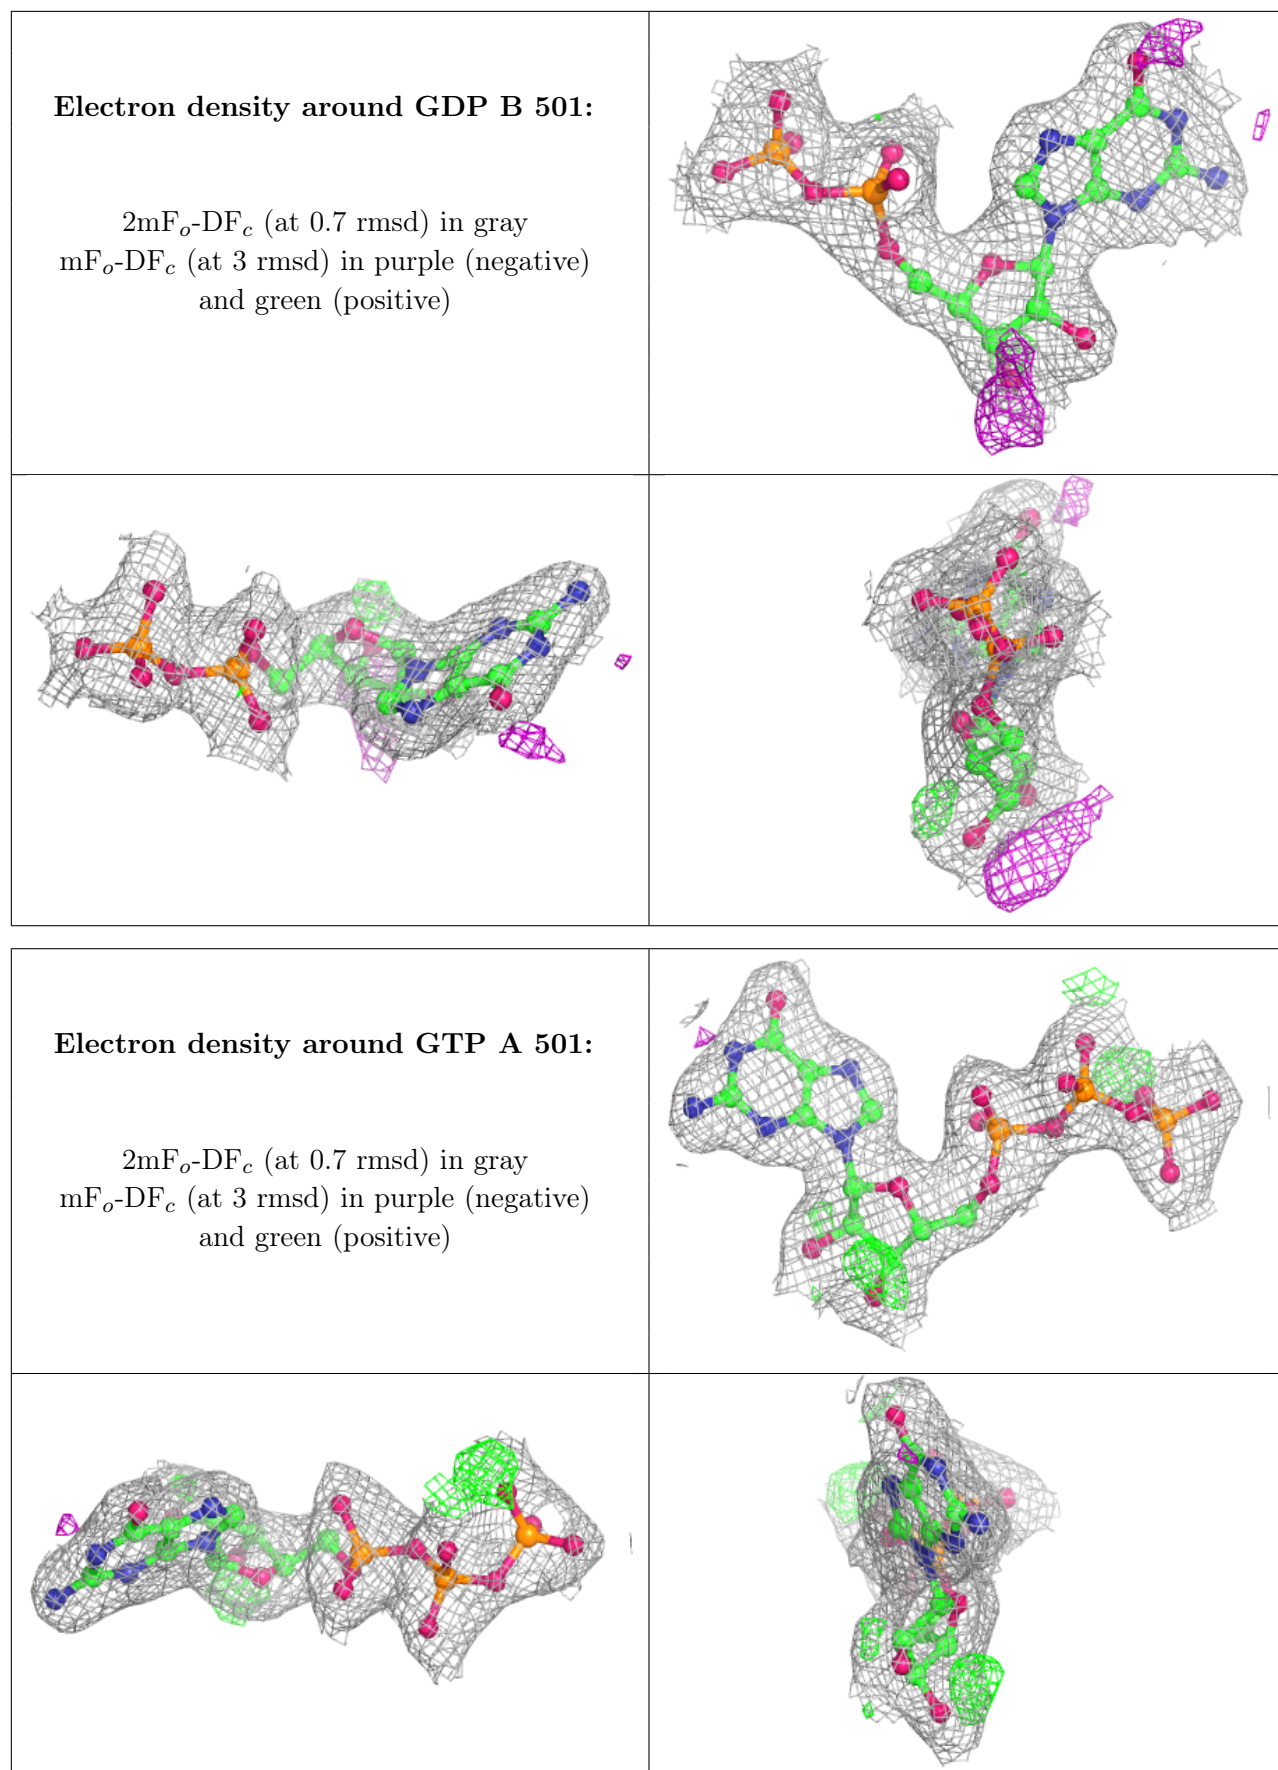 Electron density around GDP B 501:
2mFo-DFc (at 0.7 rmsd) in gray
mFo-DFc (at 3 rmsd) in purple (negative)
and green (positive)
Electron density around GTP A 501:
2mFo-DFc (at 0.7 rmsd) in gray
mFo-DFc (at 3 rmsd) in purple (negative)
and green (positive)